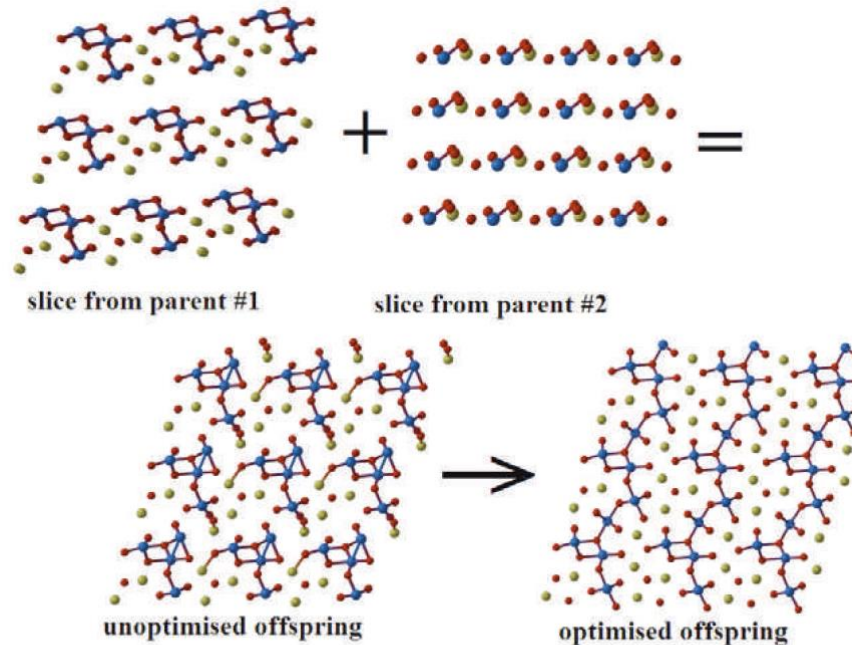 + =
slice from parent #1 slice from parent #2
unoptimised offspring optimised offspring